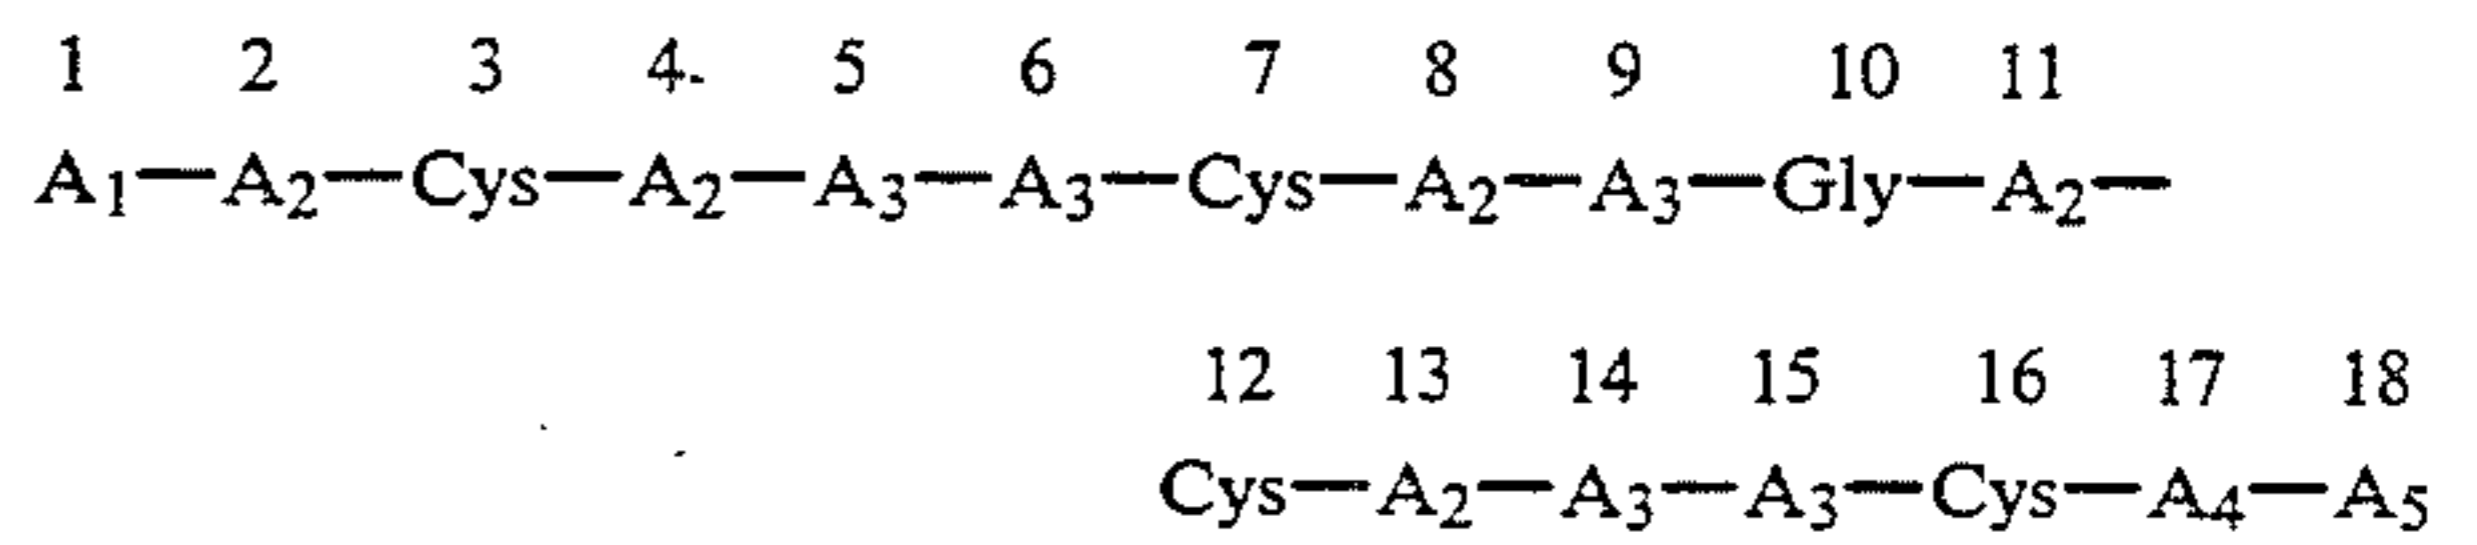 1 2 3 4 5 6 7 8 9 10 11
A₁—A₂—Cys—A₂—A₃—A₃—Cys—A₂—A₃—Gly—A₂—
12 13 14 15 16 17 18
Cys—A₂—A₃—A₃—Cys—A₄—A₅